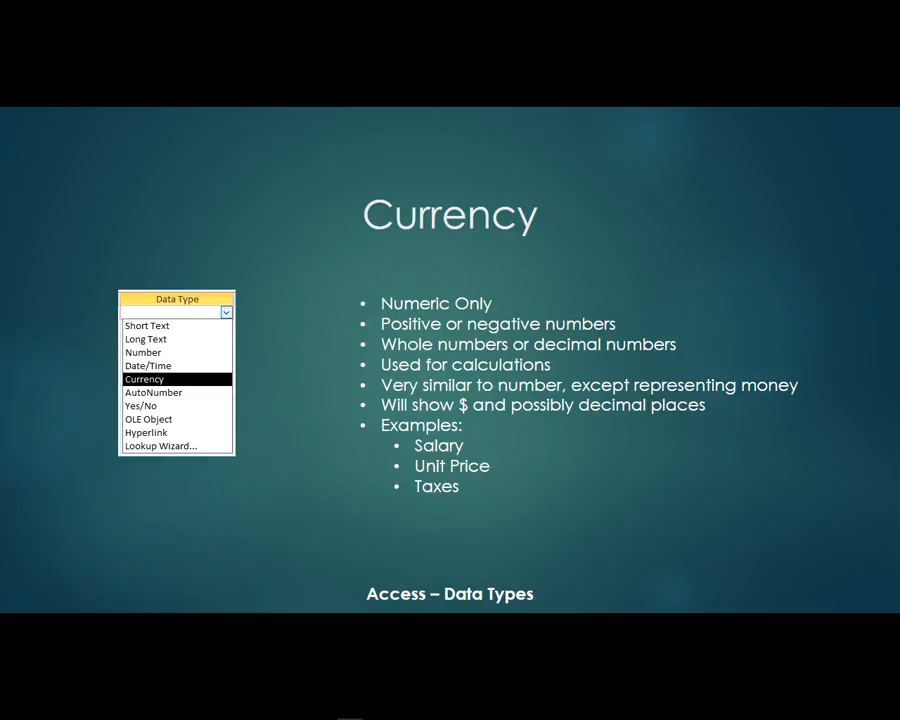 Currency
Data Type
Short Text
Long Text
Number
Date/Time
Currency
AutoNumber
Yes/No
OLE Object
Hyperlink
Lookup Wizard...
• Numeric Only
• Positive or negative numbers
• Whole numbers or decimal numbers
• Used for calculations
• Very similar to number, except representing money
• Will show $ and possibly decimal places
• Examples:
• Salary
• Unit Price
• Taxes
Access – Data Types